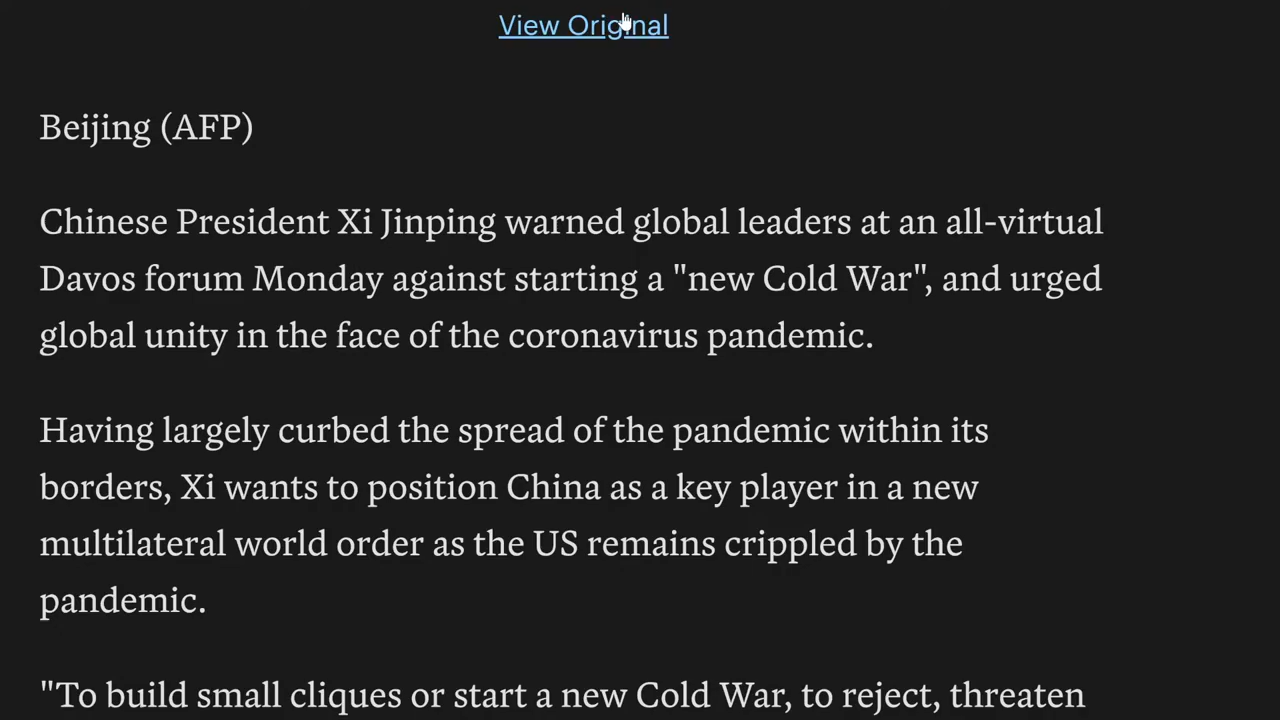 View Original
Beijing (AFP)
Chinese President Xi Jinping warned global leaders at an all-virtual
Davos forum Monday against starting a "new Cold War", and urged
global unity in the face of the coronavirus pandemic.
Having largely curbed the spread of the pandemic within its
borders, Xi wants to position China as a key player in a new
multilateral world order as the US remains crippled by the
pandemic.
"To build small cliques or start a new Cold War, to reject, threaten